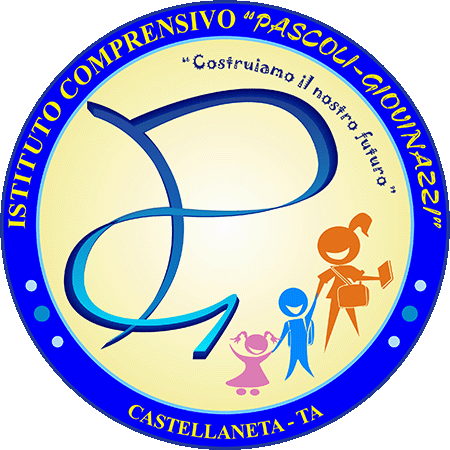 ISTITUTO COMPRENSIVO "PASCOLI-GIOVINAZZI"
"Costruiamo il nostro futuro"
CASTELLANETA - TA